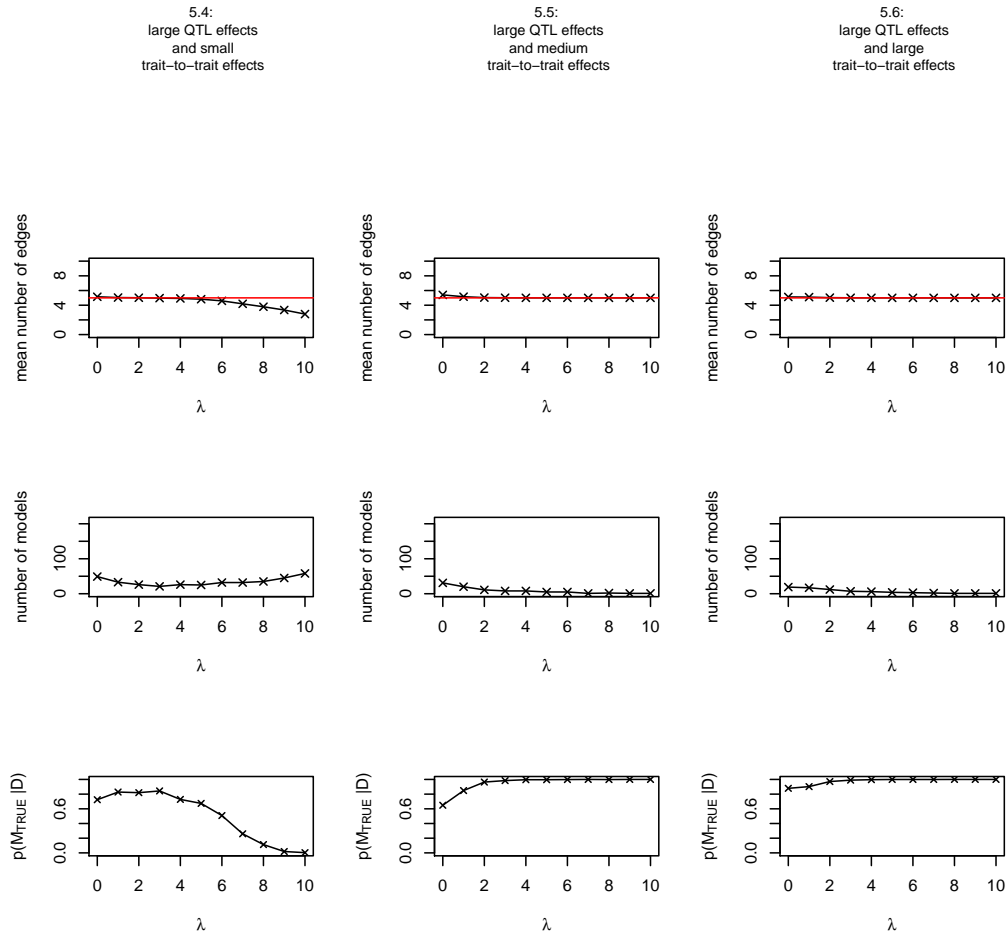 5.4:
large QTL effects
and small
trait−to−trait effects
5.5:
large QTL effects
and medium
trait−to−trait effects
5.6:
large QTL effects
and large
trait−to−trait effects
mean number of edges
0 4 8
0 2 4 6 8 10
λ
mean number of edges
0 4 8
0 2 4 6 8 10
λ
mean number of edges
0 4 8
0 2 4 6 8 10
λ
number of models
0 100
0 2 4 6 8 10
λ
number of models
0 100
0 2 4 6 8 10
λ
number of models
0 100
0 2 4 6 8 10
λ
p(M_TRUE |D)
0.0 0.6
0 2 4 6 8 10
λ
p(M_TRUE |D)
0.0 0.6
0 2 4 6 8 10
λ
p(M_TRUE |D)
0.0 0.6
0 2 4 6 8 10
λ